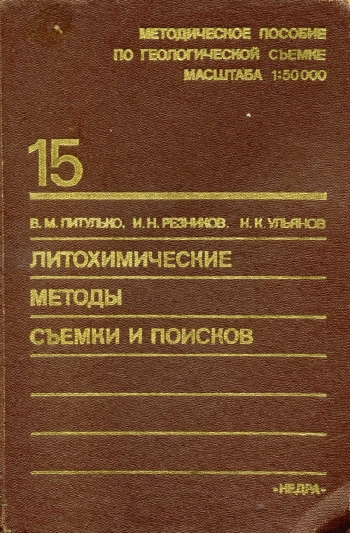 МЕТОДИЧЕСКОЕ ПОСОБИЕ
ПО ГЕОЛОГИЧЕСКОЙ СЪЕМКЕ
МАСШТАБА 1:50 000
15
В. М. ПИТУЛЬКО, И. Н. РЕЗНИКОВ, Н. К. УЛЬЯНОВ
ЛИТОХИМИЧЕСКИЕ
МЕТОДЫ
СЪЕМКИ И ПОИСКОВ
«НЕДРА»